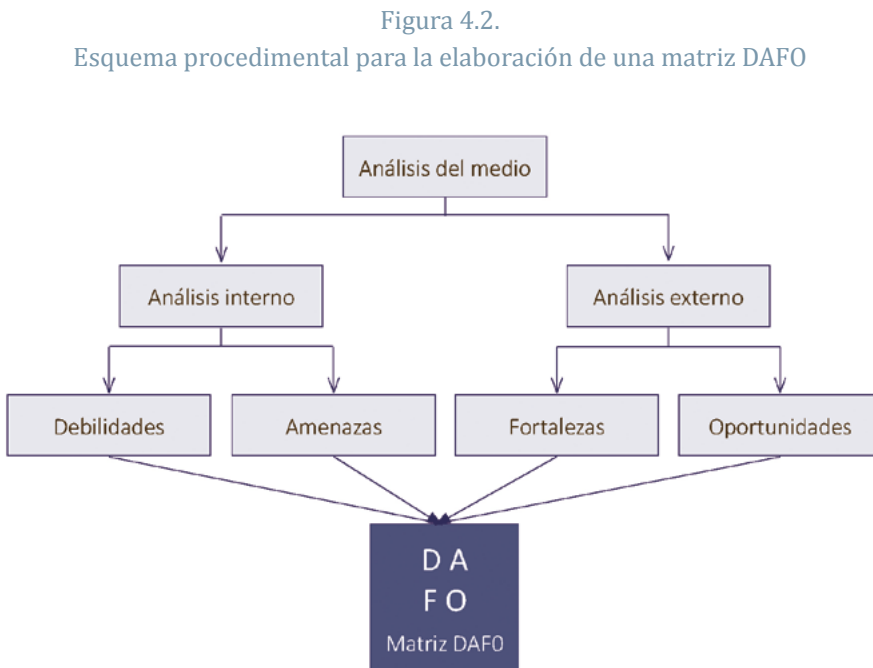 Figura 4.2.
Esquema procedimental para la elaboración de una matriz DAFO
Análisis del medio
Análisis interno
Análisis externo
Debilidades
Amenazas
Fortalezas
Oportunidades
D A
F O
Matriz DAF0